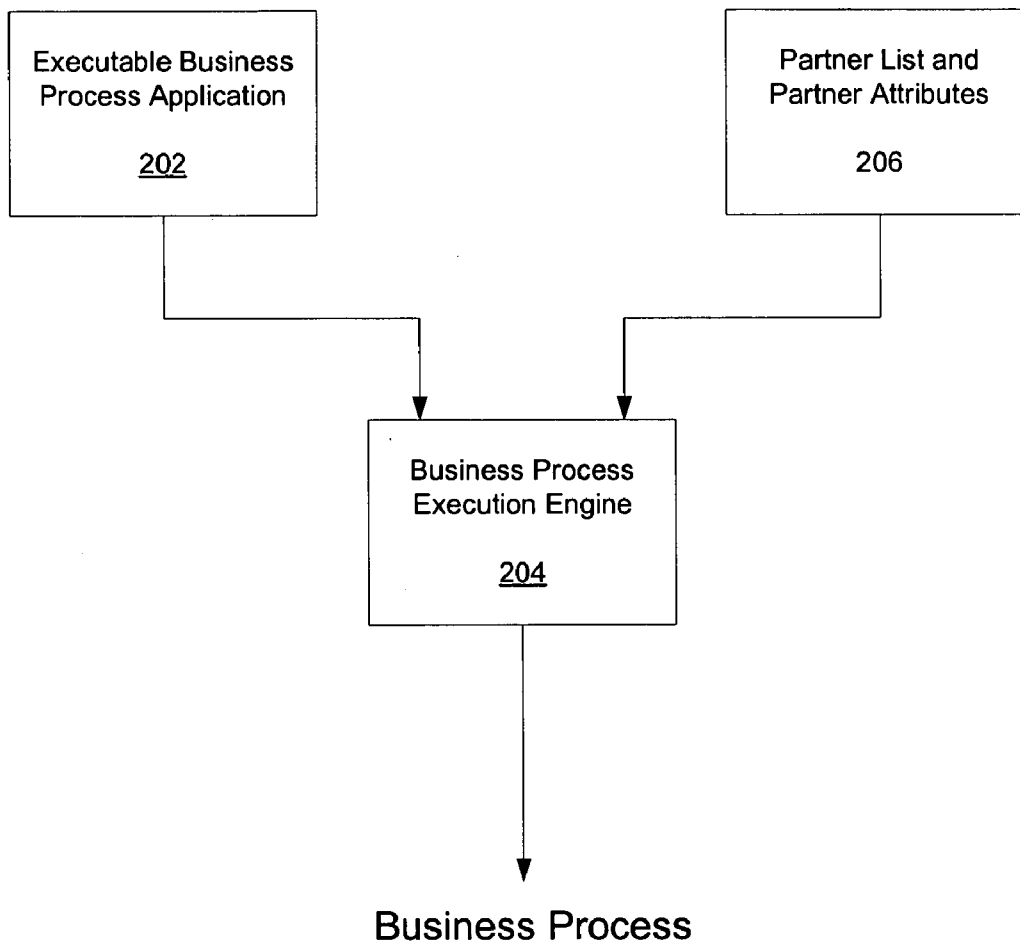 Executable Business
Process Application
202
Partner List and
Partner Attributes
206
Business Process
Execution Engine
204
Business Process